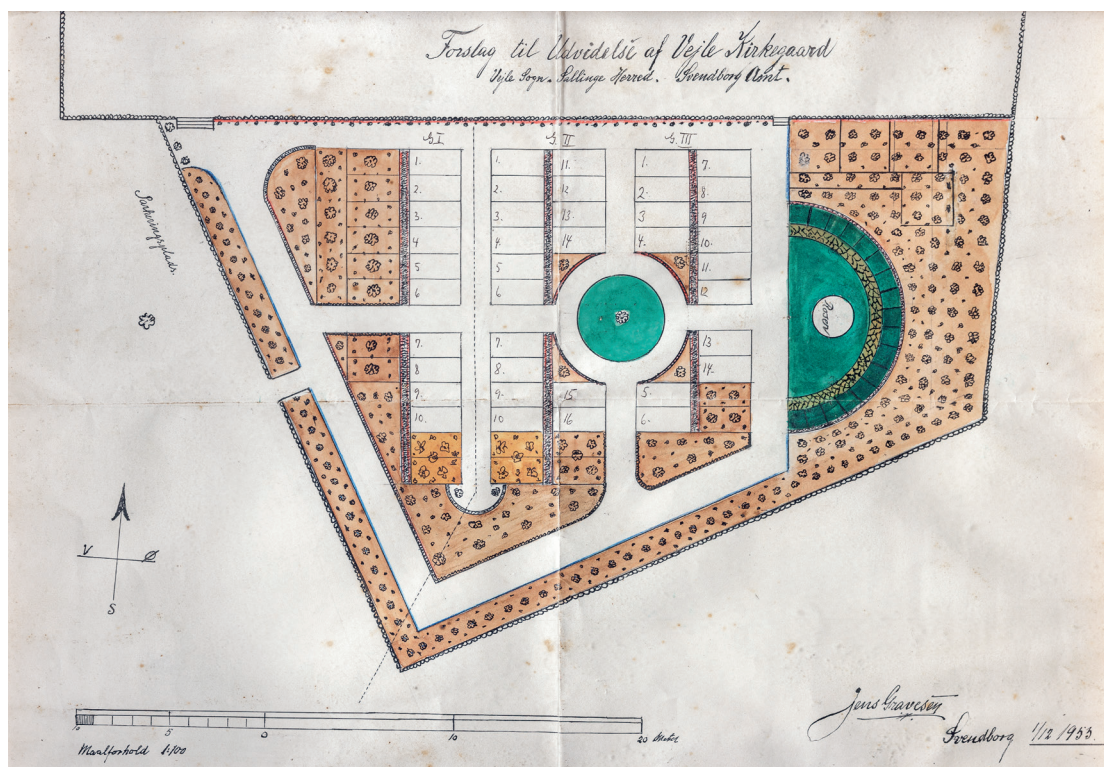 Forslag til Udvidelse af Vejle Kirkegaard
Vejle Sogn. Sallinge Herred. Svendborg Amt.
Parkeringsplads.
G. I G. II G. III
1. 1. 11. 1. 7.
2. 2. 12 2. 8.
3. 3. 13. 3 9
4 4. 14 4. 10.
5 5 11.
6 6 12
7. 7. 13
8 8. 14.
9. 9. 15 5.
10. 10 16 6.
V Ø
S
10 5 0 10 20 Meter
Maalforhold 1:100
Jens Gravesen
Svendborg 1/12 1955.